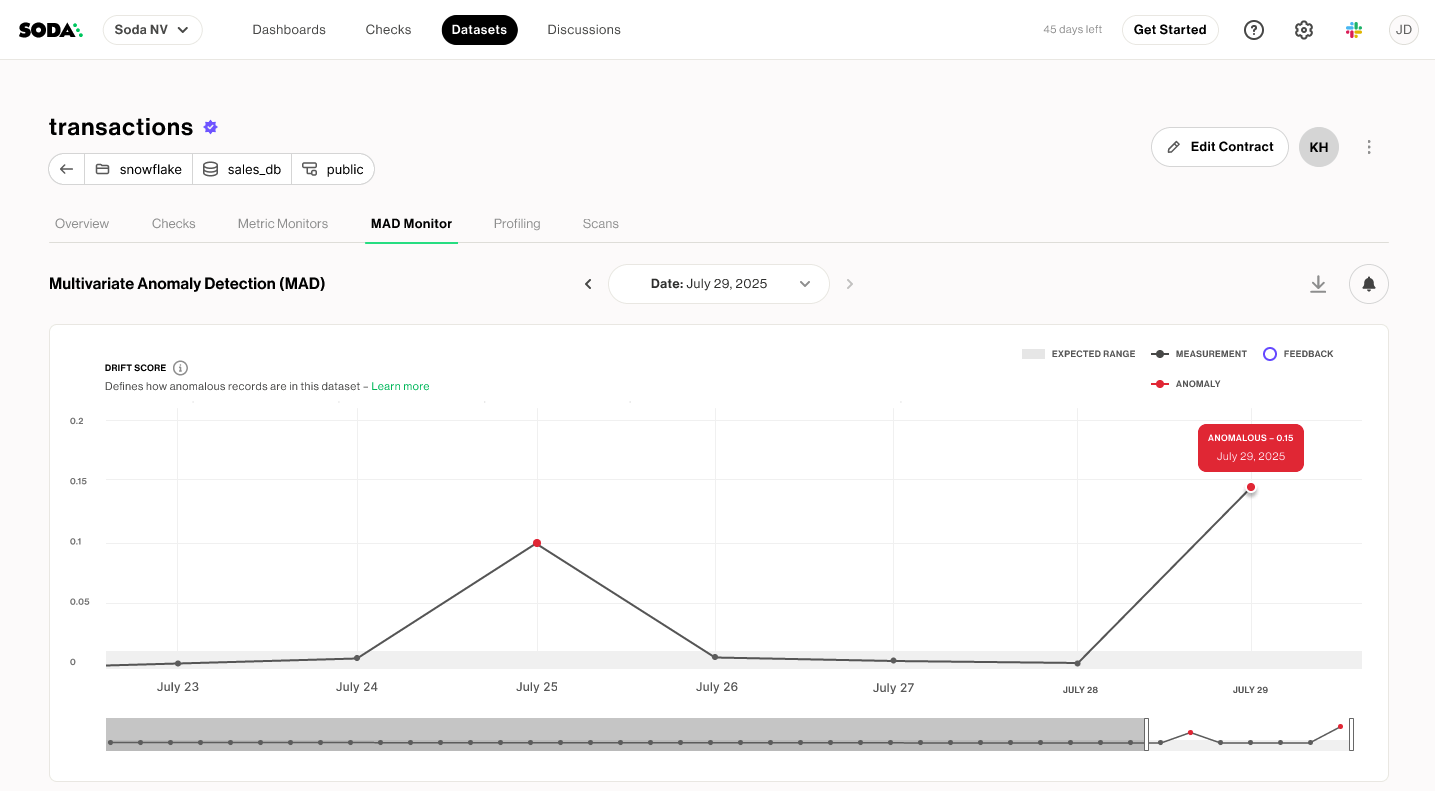 SODA
Soda NV
Dashboards
Checks
Datasets
Discussions
45 days left
Get Started
JD
transactions
snowflake
sales_db
public
Edit Contract
KH
Overview
Checks
Metric Monitors
MAD Monitor
Profiling
Scans
Multivariate Anomaly Detection (MAD)
Date: July 29, 2025
DRIFT SCORE
Defines how anomalous records are in this dataset – Learn more
EXPECTED RANGE
MEASUREMENT
FEEDBACK
ANOMALY
0.2
0.15
0.1
0.05
0
ANOMALOUS – 0.15
July 29, 2025
July 23
July 24
July 25
July 26
July 27
JULY 28
JULY 29